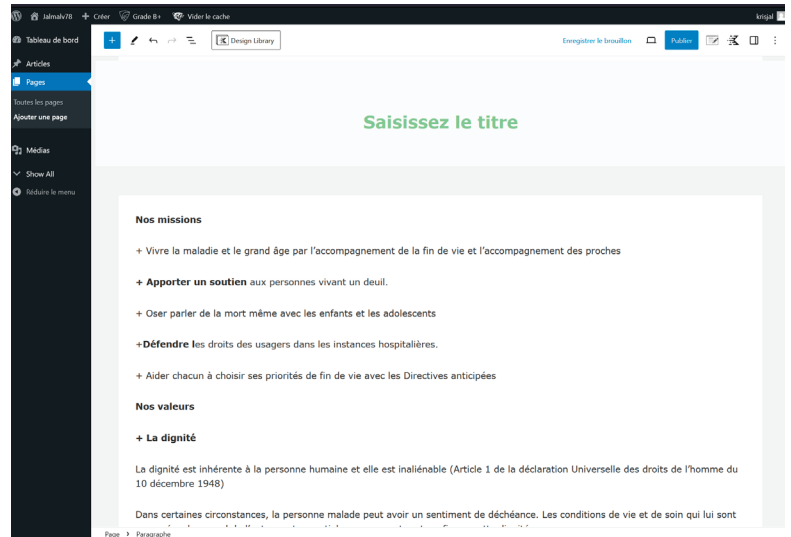 Jalmalv78 + Créer Grade B+ Vider le cache krisjal
Tableau de bord
Articles
Pages
Toutes les pages
Ajouter une page
Médias
Show All
Réduire le menu
Design Library Enregistrer le brouillon Publier
Saisissez le titre
Nos missions
+ Vivre la maladie et le grand âge par l’accompagnement de la fin de vie et l’accompagnement des proches
+ Apporter un soutien aux personnes vivant un deuil.
+ Oser parler de la mort même avec les enfants et les adolescents
+Défendre les droits des usagers dans les instances hospitalières.
+ Aider chacun à choisir ses priorités de fin de vie avec les Directives anticipées
Nos valeurs
+ La dignité
La dignité est inhérente à la personne humaine et elle est inaliénable (Article 1 de la déclaration Universelle des droits de l’homme du
10 décembre 1948)
Dans certaines circonstances, la personne malade peut avoir un sentiment de déchéance. Les conditions de vie et de soin qui lui sont
Page > Paragraphe